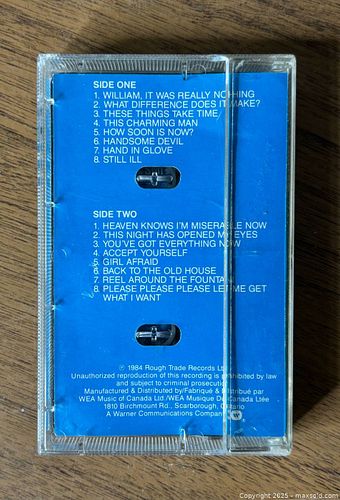 SIDE ONE
1. WILLIAM, IT WAS REALLY NOTHING
2. WHAT DIFFERENCE DOES IT MAKE?
3. THESE THINGS TAKE TIME
4. THIS CHARMING MAN
5. HOW SOON IS NOW?
6. HANDSOME DEVIL
7. HAND IN GLOVE
8. STILL ILL
SIDE TWO
1. HEAVEN KNOWS I'M MISERABLE NOW
2. THIS NIGHT HAS OPENED MY EYES
3. YOU'VE GOT EVERYTHING NOW
4. ACCEPT YOURSELF
5. GIRL AFRAID
6. BACK TO THE OLD HOUSE
7. REEL AROUND THE FOUNTAIN
8. PLEASE PLEASE PLEASE LET ME GET
WHAT I WANT
℗ 1984 Rough Trade Records Ltd.
Unauthorized reproduction of this recording is prohibited by law
and subject to criminal prosecution.
Manufactured & Distributed by/Fabriqué & Distribué par
WEA Music of Canada Ltd./WEA Musique Du Canada Ltée
1810 Birchmount Rd., Scarborough, Ontario
A Warner Communications Company
Copyright 2025 - maxsold.com